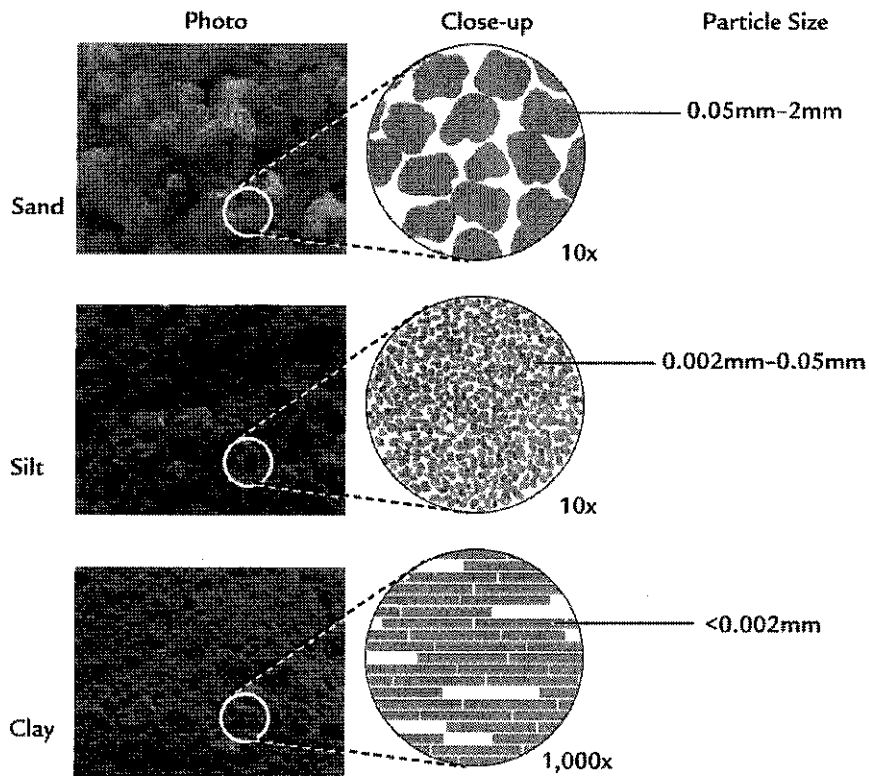 Photo Close-up Particle Size
0.05mm–2mm
Sand
10x
0.002mm–0.05mm
Silt
10x
<0.002mm
Clay
1,000x